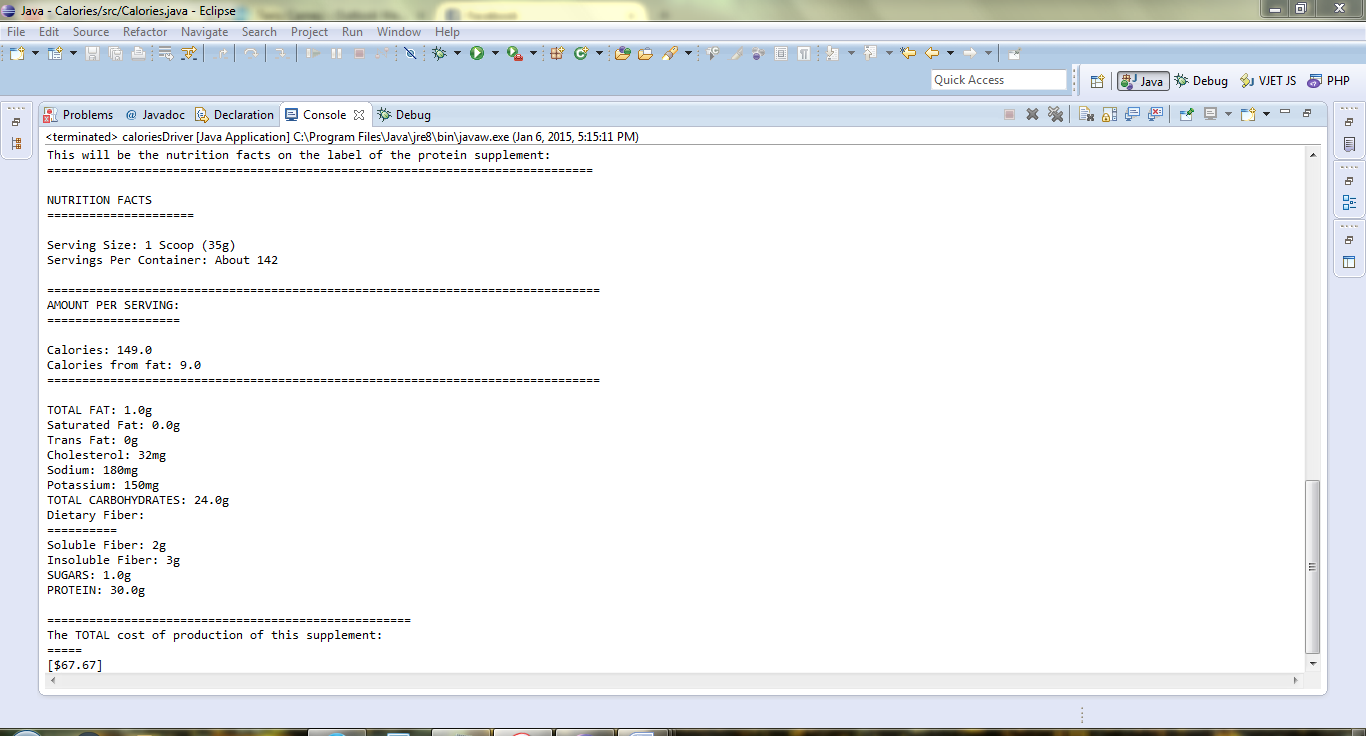 Java - Calories/src/Calories.java - Eclipse
File Edit Source Refactor Navigate Search Project Run Window Help
Quick Access
Java Debug VJET JS PHP
Problems @ Javadoc Declaration Console Debug
<terminated> caloriesDriver [Java Application] C:\Program Files\Java\jre8\bin\javaw.exe (Jan 6, 2015, 5:15:11 PM)
This will be the nutrition facts on the label of the protein supplement:
==============================================================================
NUTRITION FACTS
=====================
Serving Size: 1 Scoop (35g)
Servings Per Container: About 142
===============================================================================
AMOUNT PER SERVING:
===================
Calories: 149.0
Calories from fat: 9.0
===============================================================================
TOTAL FAT: 1.0g
Saturated Fat: 0.0g
Trans Fat: 0g
Cholesterol: 32mg
Sodium: 180mg
Potassium: 150mg
TOTAL CARBOHYDRATES: 24.0g
Dietary Fiber:
==========
Soluble Fiber: 2g
Insoluble Fiber: 3g
SUGARS: 1.0g
PROTEIN: 30.0g
====================================================
The TOTAL cost of production of this supplement:
=====
[$67.67]